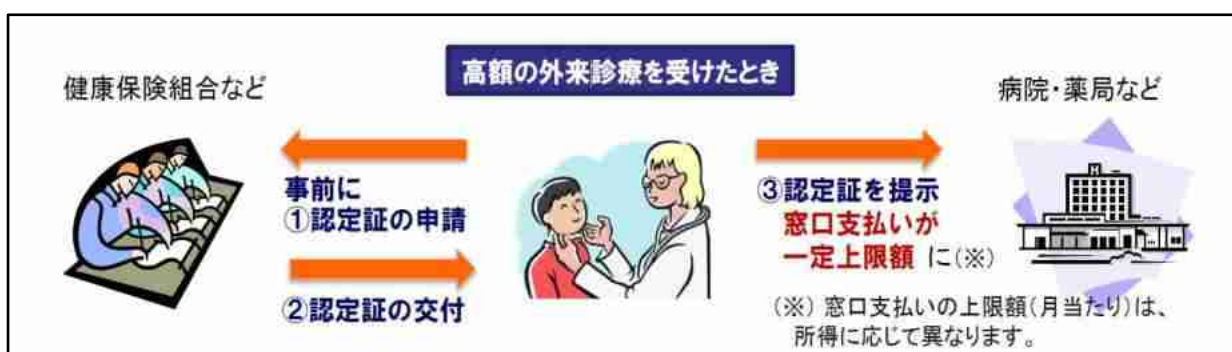 高額の外来診療を受けたとき
健康保険組合など
病院・薬局など
事前に
①認定証の申請
②認定証の交付
③認定証を提示
窓口支払いが
一定上限額 に(※)
(※) 窓口支払いの上限額(月当たり)は、
所得に応じて異なります。
H